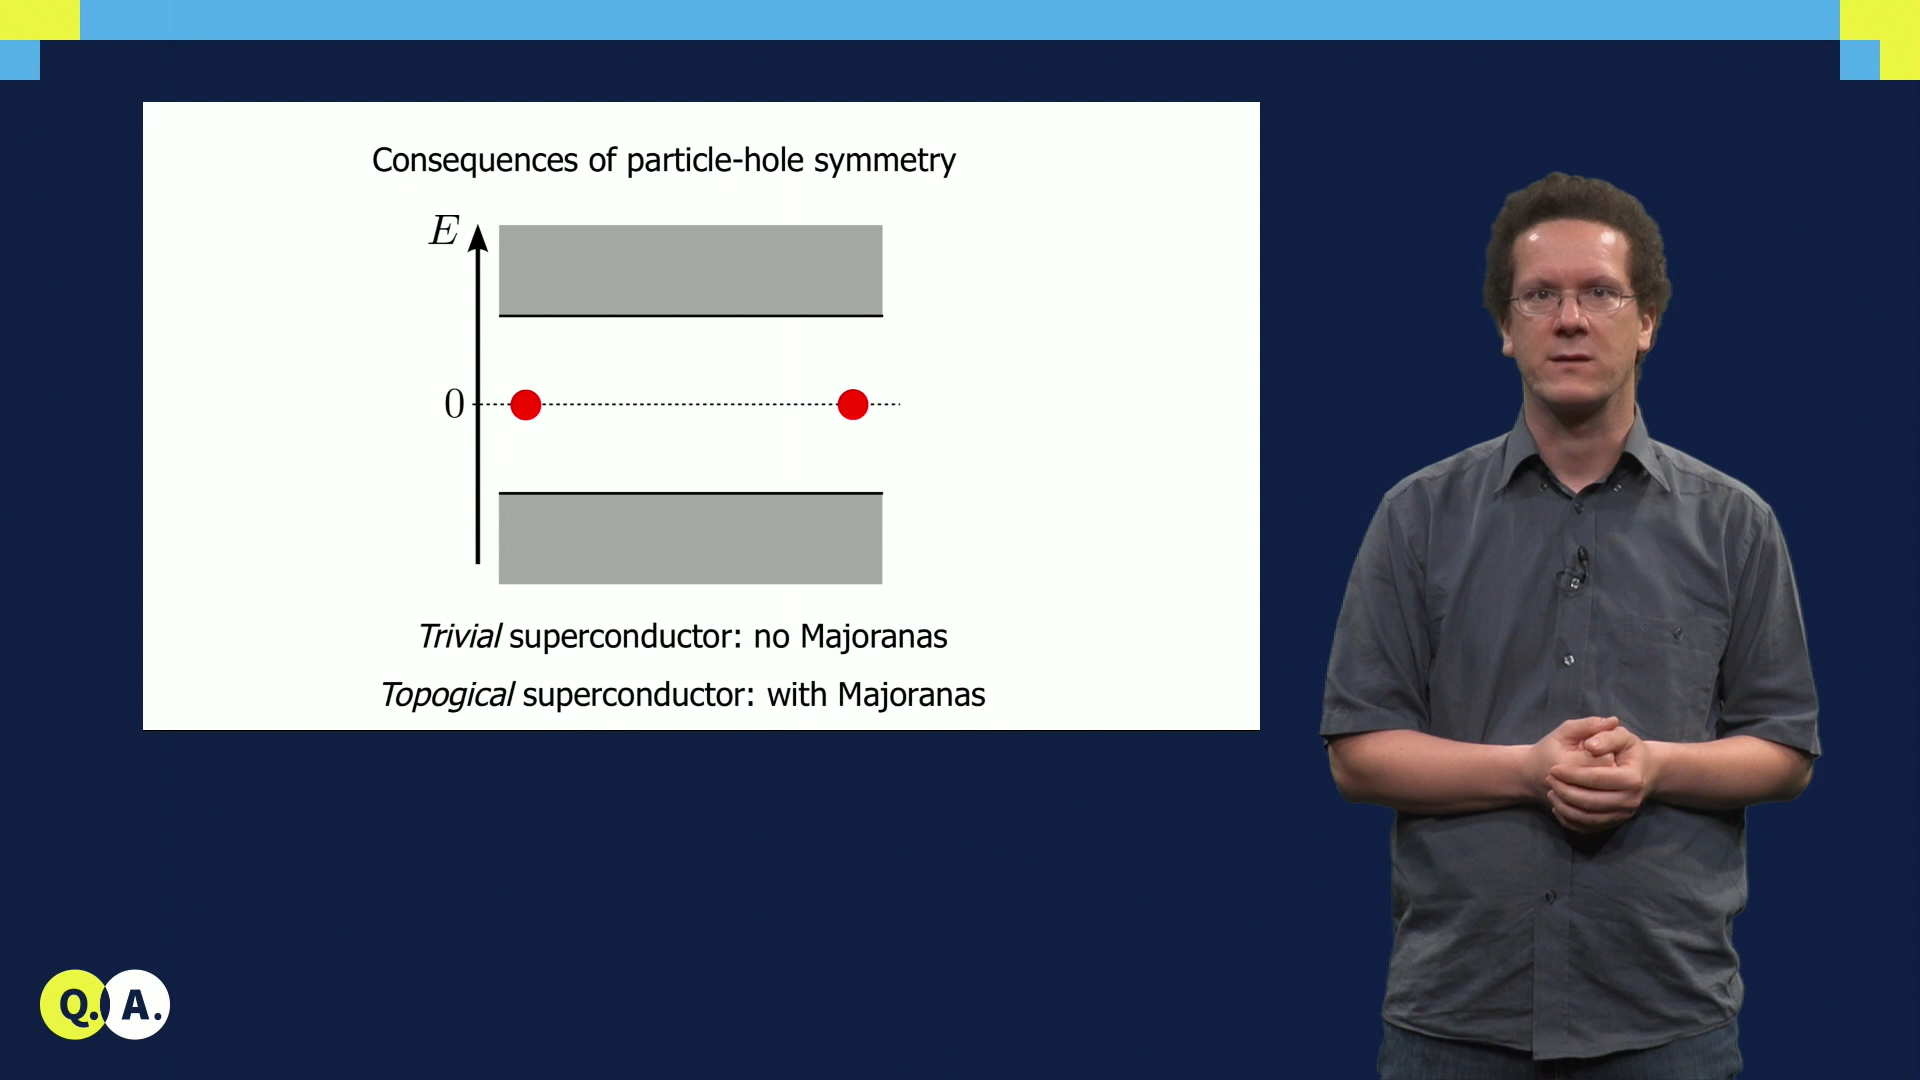 Consequences of particle-hole symmetry
E
0
Trivial superconductor: no Majoranas
Topogical superconductor: with Majoranas
Q. A.